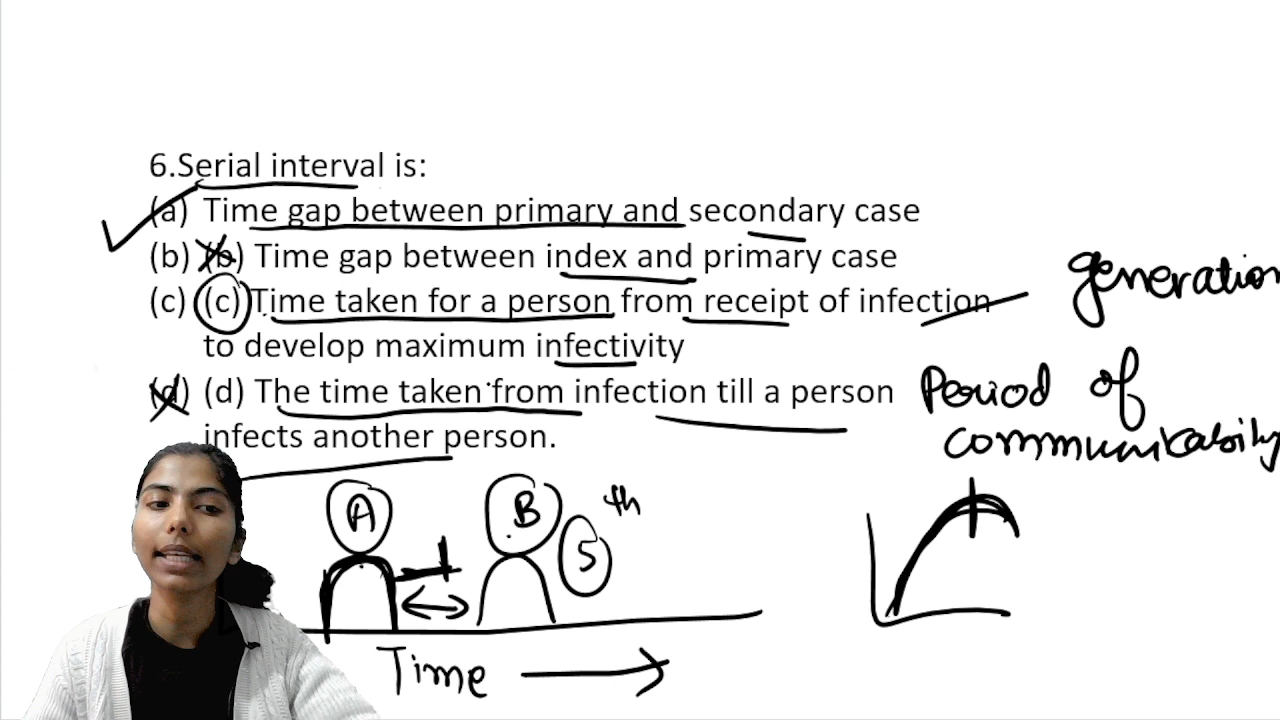 6.Serial interval is:
(a) Time gap between primary and secondary case
(b) (b) Time gap between index and primary case
(c) (c) Time taken for a person from receipt of infection
to develop maximum infectivity
(d) (d) The time taken from infection till a person
infects another person.
generation
Period of
communicability
A
B
5th
Time